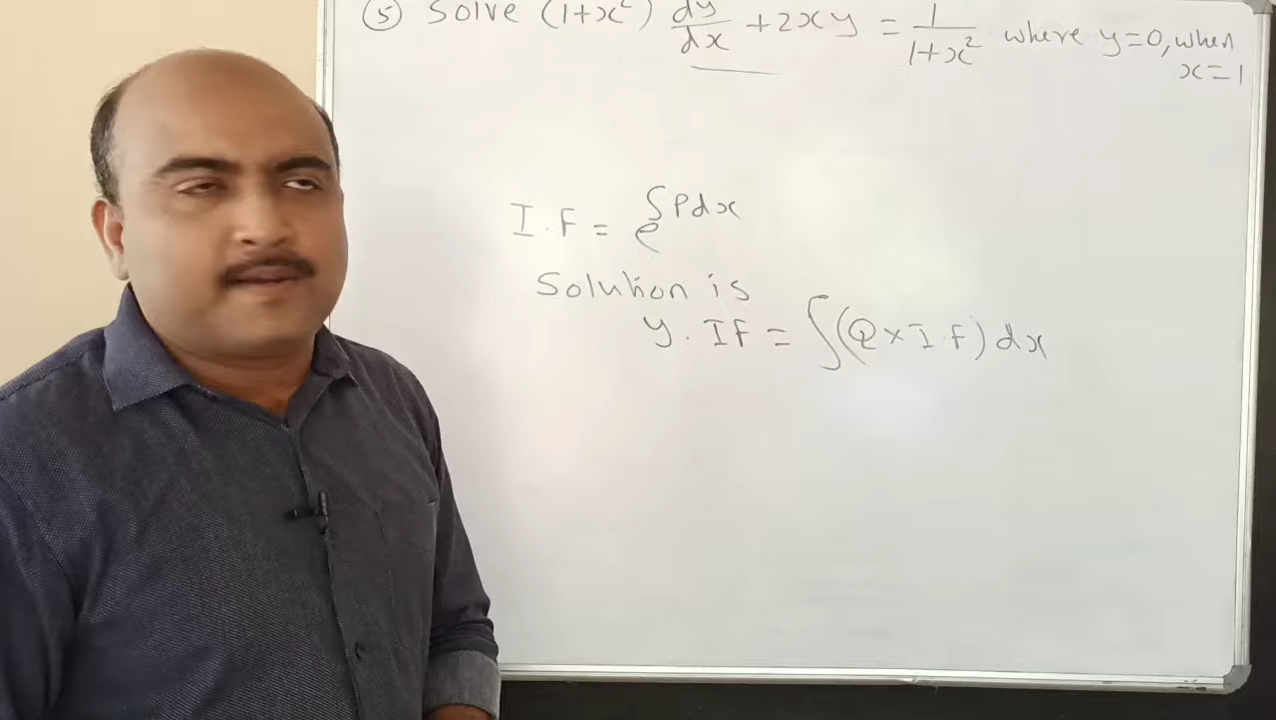 ⑤ Solve (1+x²) dy/dx + 2xy = 1/(1+x²) where y=0, when
x=1
I.F = e^∫Pdx
Solution is
y. IF = ∫(Q×I.F) dx